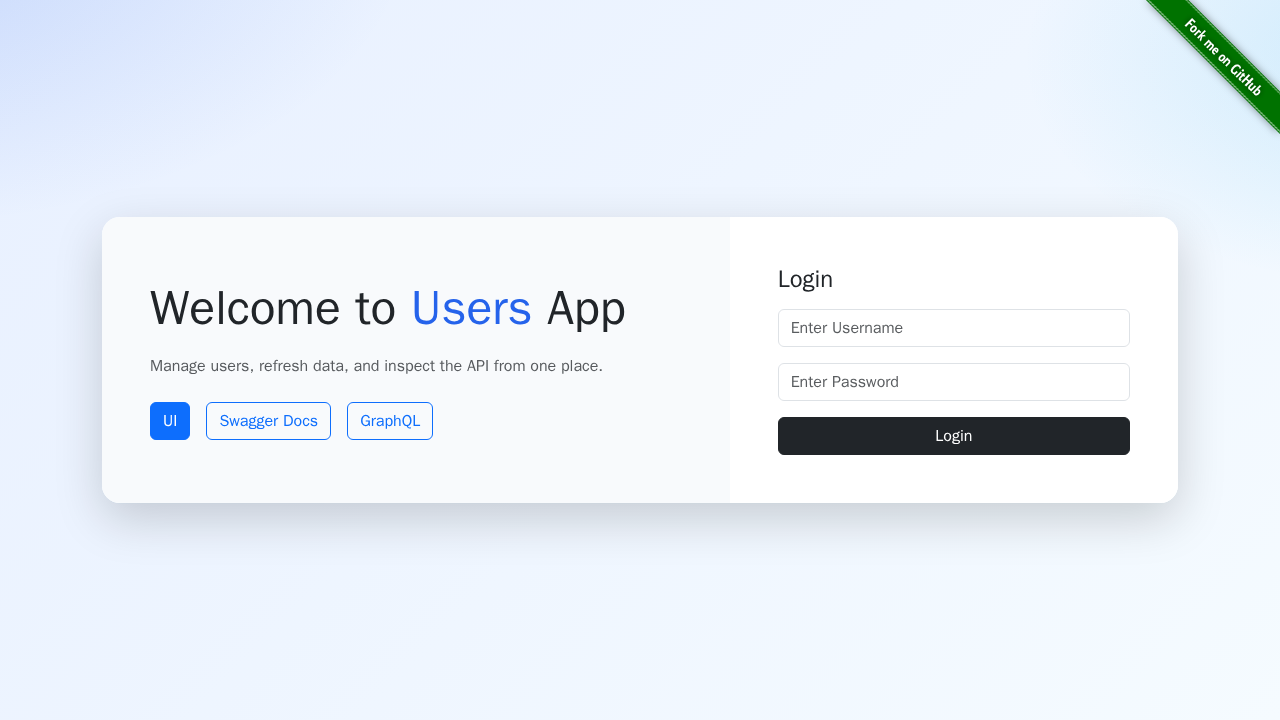 Fork me on GitHub
Welcome to Users App
Manage users, refresh data, and inspect the API from one place.
UI
Swagger Docs
GraphQL
Login
Enter Username
Enter Password
Login